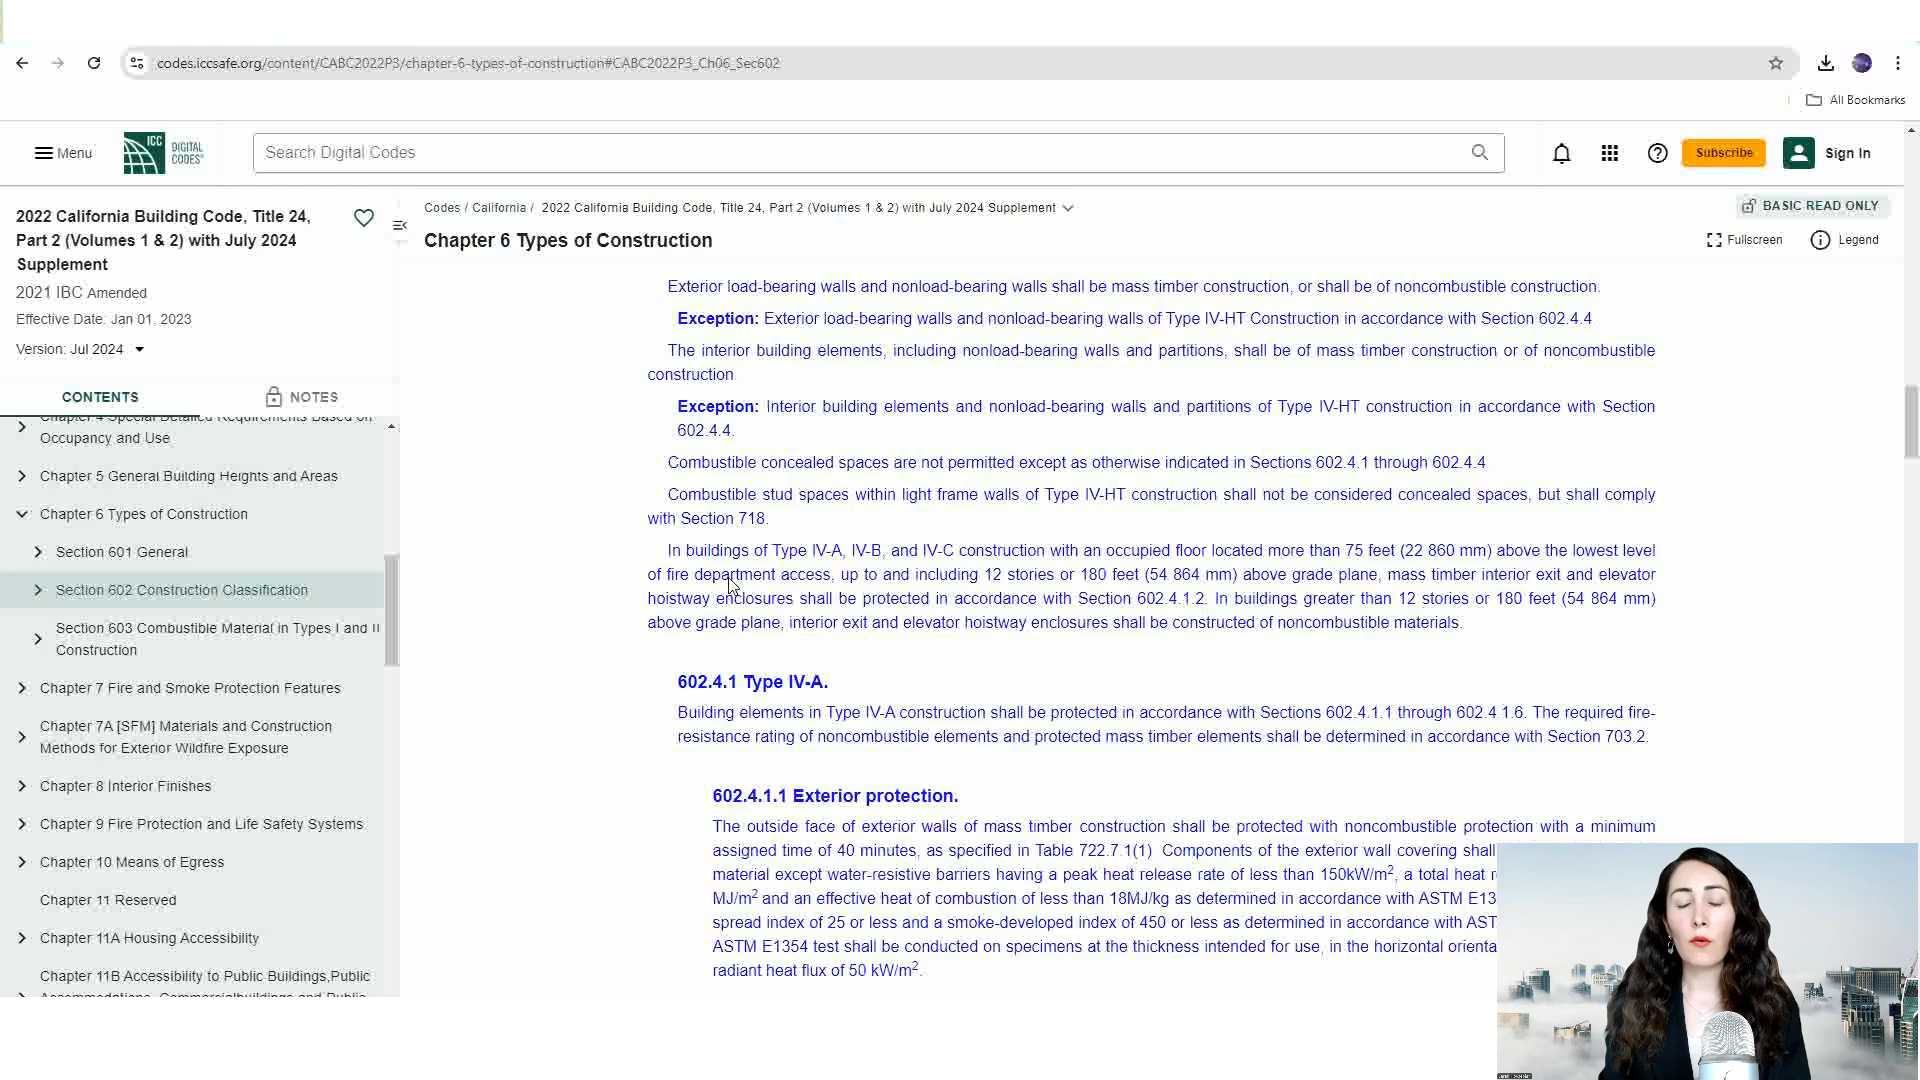 codes.iccsafe.org/content/CABC2022P3/chapter-6-types-of-construction#CABC2022P3_Ch06_Sec602
All Bookmarks
Menu
ICC
DIGITAL
CODES
Search Digital Codes
Subscribe
Sign In
2022 California Building Code, Title 24,
Part 2 (Volumes 1 & 2) with July 2024
Supplement
2021 IBC Amended
Effective Date: Jan 01, 2023
Version: Jul 2024
CONTENTS
NOTES
Chapter 4 Special Detailed Requirements Based on
Occupancy and Use
Chapter 5 General Building Heights and Areas
Chapter 6 Types of Construction
Section 601 General
Section 602 Construction Classification
Section 603 Combustible Material in Types I and II
Construction
Chapter 7 Fire and Smoke Protection Features
Chapter 7A [SFM] Materials and Construction
Methods for Exterior Wildfire Exposure
Chapter 8 Interior Finishes
Chapter 9 Fire Protection and Life Safety Systems
Chapter 10 Means of Egress
Chapter 11 Reserved
Chapter 11A Housing Accessibility
Chapter 11B Accessibility to Public Buildings,Public
Accommodations, Commercialbuildings and Public
Codes / California / 2022 California Building Code, Title 24, Part 2 (Volumes 1 & 2) with July 2024 Supplement
BASIC READ ONLY
Chapter 6 Types of Construction
Fullscreen
Legend
Exterior load-bearing walls and nonload-bearing walls shall be mass timber construction, or shall be of noncombustible construction.
Exception: Exterior load-bearing walls and nonload-bearing walls of Type IV-HT Construction in accordance with Section 602.4.4
The interior building elements, including nonload-bearing walls and partitions, shall be of mass timber construction or of noncombustible
construction
Exception: Interior building elements and nonload-bearing walls and partitions of Type IV-HT construction in accordance with Section
602.4.4.
Combustible concealed spaces are not permitted except as otherwise indicated in Sections 602.4.1 through 602.4.4
Combustible stud spaces within light frame walls of Type IV-HT construction shall not be considered concealed spaces, but shall comply
with Section 718.
In buildings of Type IV-A, IV-B, and IV-C construction with an occupied floor located more than 75 feet (22 860 mm) above the lowest level
of fire department access, up to and including 12 stories or 180 feet (54 864 mm) above grade plane, mass timber interior exit and elevator
hoistway enclosures shall be protected in accordance with Section 602.4.1.2. In buildings greater than 12 stories or 180 feet (54 864 mm)
above grade plane, interior exit and elevator hoistway enclosures shall be constructed of noncombustible materials.
602.4.1 Type IV-A.
Building elements in Type IV-A construction shall be protected in accordance with Sections 602.4.1.1 through 602.4 1.6. The required fire-
resistance rating of noncombustible elements and protected mass timber elements shall be determined in accordance with Section 703.2.
602.4.1.1 Exterior protection.
The outside face of exterior walls of mass timber construction shall be protected with noncombustible protection with a minimum
assigned time of 40 minutes, as specified in Table 722.7.1(1) Components of the exterior wall covering shall
material except water-resistive barriers having a peak heat release rate of less than 150kW/m², a total heat r
MJ/m² and an effective heat of combustion of less than 18MJ/kg as determined in accordance with ASTM E13
spread index of 25 or less and a smoke-developed index of 450 or less as determined in accordance with AST
ASTM E1354 test shall be conducted on specimens at the thickness intended for use, in the horizontal orienta
radiant heat flux of 50 kW/m².